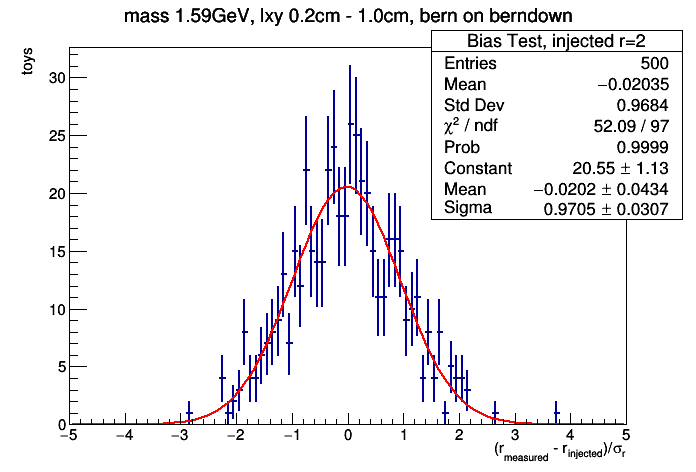 mass 1.59GeV, lxy 0.2cm - 1.0cm, bern on berndown
Bias Test, injected r=2
Entries 500
Mean −0.02035
Std Dev 0.9684
χ² / ndf 52.09 / 97
Prob 0.9999
Constant 20.55 ± 1.13
Mean −0.0202 ± 0.0434
Sigma 0.9705 ± 0.0307
toys
30
25
20
15
10
5
0
−5 −4 −3 −2 −1 0 1 2 3 4 5
(r_measured - r_injected)/σ_r